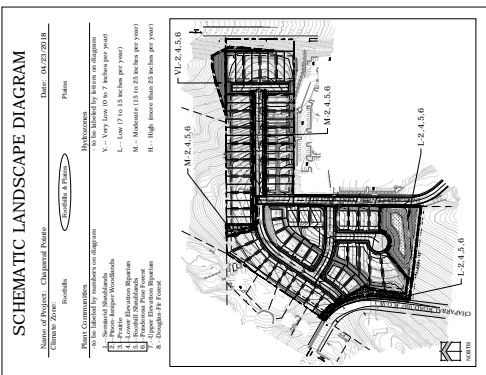 SCHEMATIC LANDSCAPE DIAGRAM
Name of Project: Chaparral Pointe Date: 04/23/2018
Climate Zone: Foothills Foothills & Plains Plains
Plant Communities
- to be labeled by numbers on diagram
1.-Semiarid Shrublands
2.-Pinon-Juniper Woodlands
3.-Prairie
4.-Lower Elevation Riparian
5.-Foothill Shrublands
6.-Ponderosa Pine Forest
7.-Upper Elevation Riparian
8.-Douglas-Fir Forest
Hydrozones
- to be labeled by letters on diagram
V. - Very Low (0 to 7 inches per year)
L - Low (7 to 15 inches per year)
M - Moderate (15 to 25 inches per year)
H - High (more than 25 inches per year)
VL-2,4,5,6
M-2,4,5,6
M-2,4,5,6
L-2,4,5,6
L-2,4,5,6
CHAPARRAL
NORTH